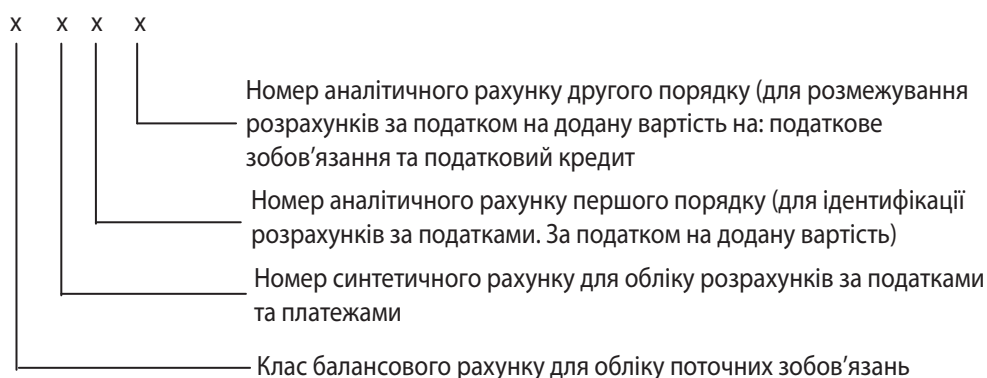 х х х х
Номер аналітичного рахунку другого порядку (для розмежування
розрахунків за податком на додану вартість на: податкове
зобов’язання та податковий кредит
Номер аналітичного рахунку першого порядку (для ідентифікації
розрахунків за податками. За податком на додану вартість)
Номер синтетичного рахунку для обліку розрахунків за податками
та платежами
Клас балансового рахунку для обліку поточних зобов’язань